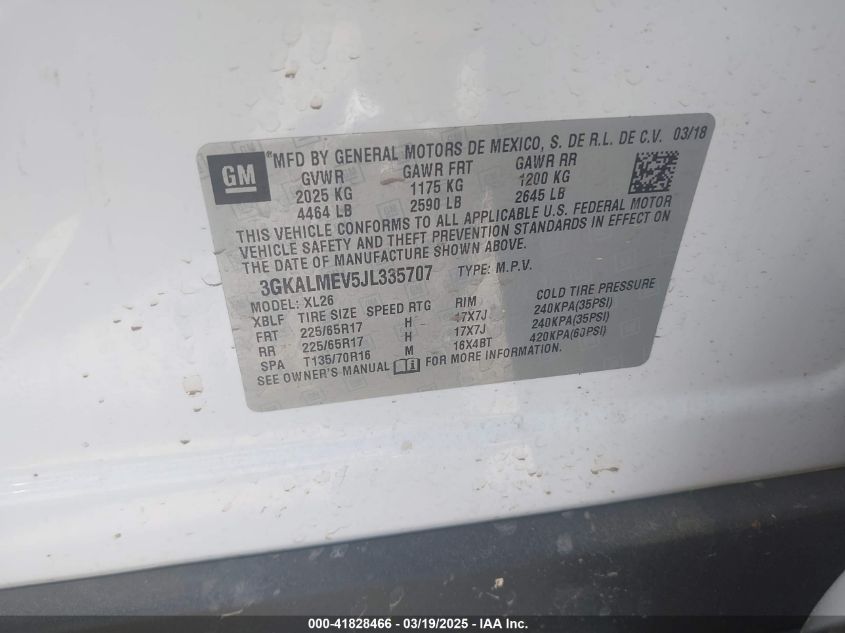 GM
*MFD BY GENERAL MOTORS DE MEXICO, S. DE R.L. DE C.V. 03/18
GVWR GAWR FRT GAWR RR
2025 KG 1175 KG 1200 KG
4464 LB 2590 LB 2645 LB
THIS VEHICLE CONFORMS TO ALL APPLICABLE U.S. FEDERAL MOTOR
VEHICLE SAFETY AND THEFT PREVENTION STANDARDS IN EFFECT ON
THE DATE OF MANUFACTURE SHOWN ABOVE.
3GKALMEV5JL335707 TYPE: M.P.V.
MODEL: XL26
XBLF TIRE SIZE SPEED RTG RIM COLD TIRE PRESSURE
FRT 225/65R17 H 17X7J 240KPA(35PSI)
RR 225/65R17 H 17X7J 240KPA(35PSI)
SPA T135/70R16 M 16X4BT 420KPA(60PSI)
SEE OWNER'S MANUAL FOR MORE INFORMATION.
000-41828466 - 03/19/2025 - IAA, Inc.